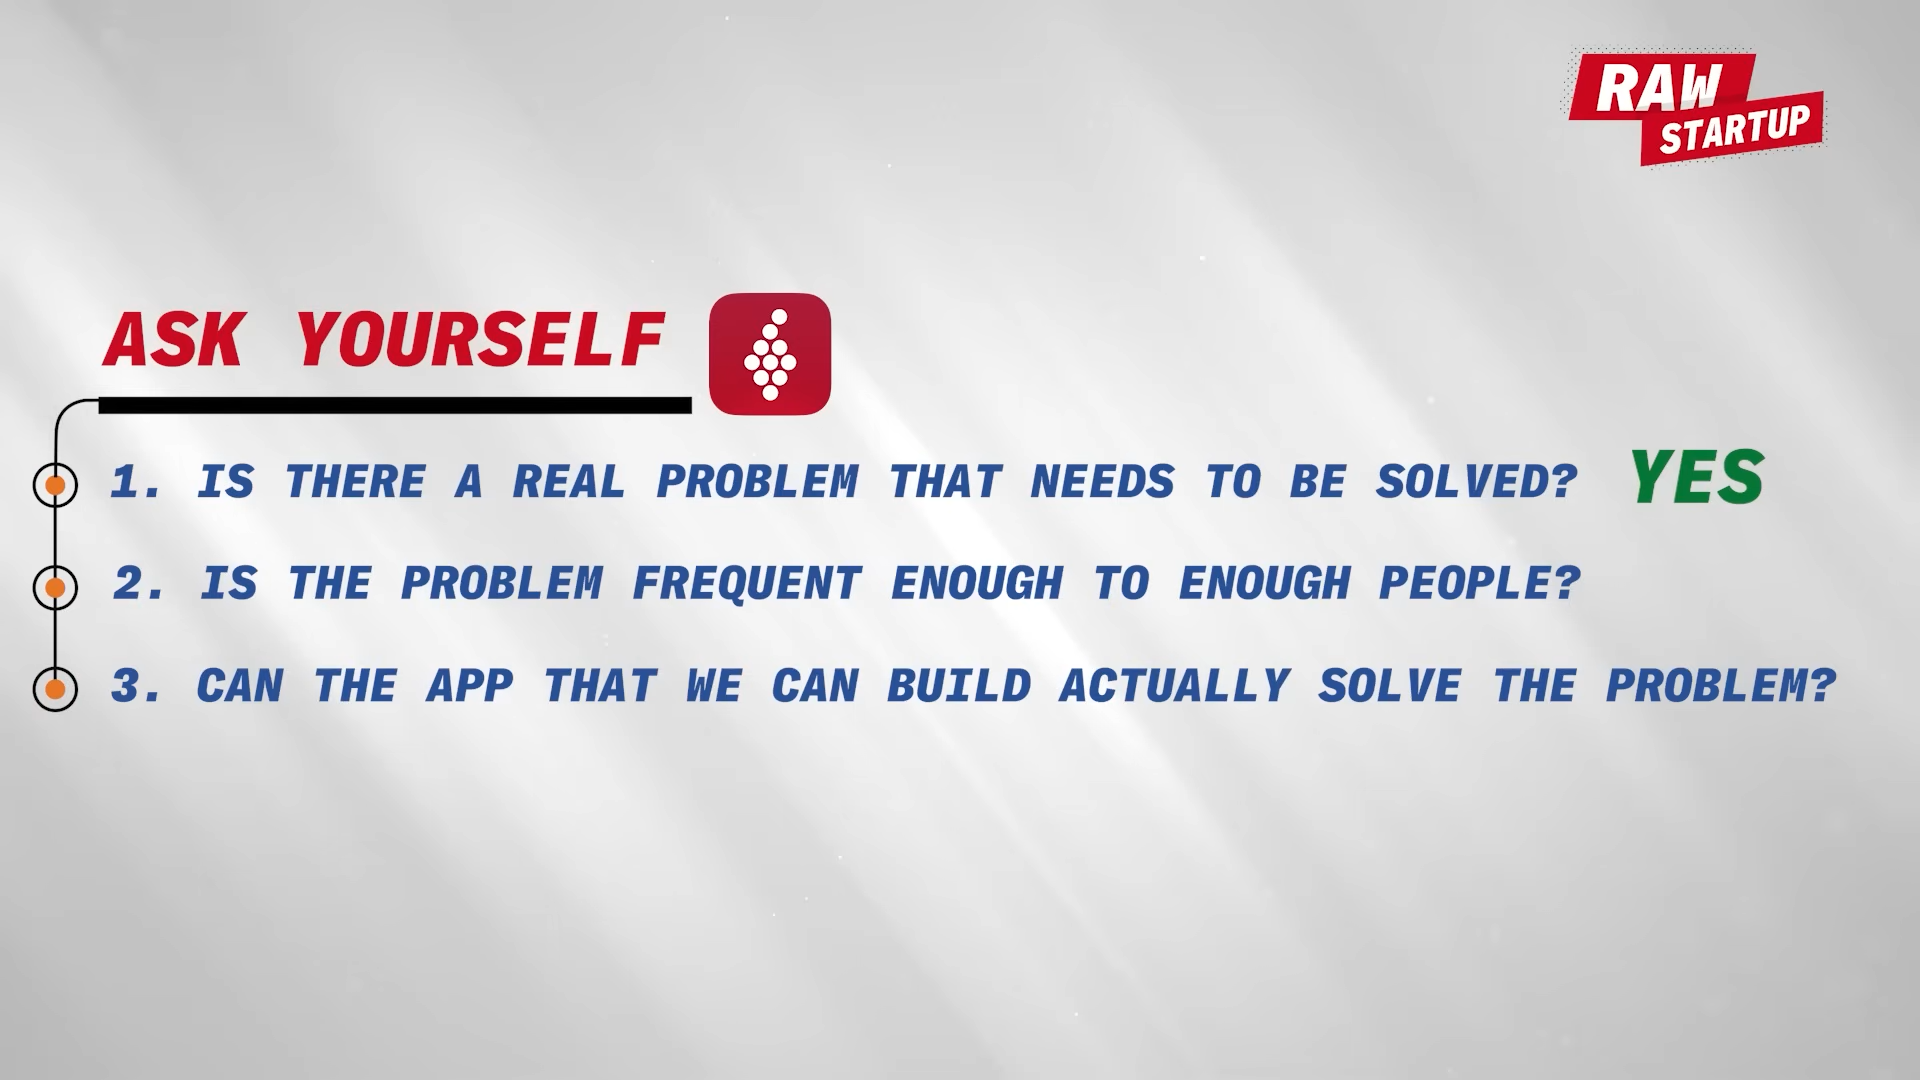 RAW
STARTUP
ASK YOURSELF
1. IS THERE A REAL PROBLEM THAT NEEDS TO BE SOLVED? YES
2. IS THE PROBLEM FREQUENT ENOUGH TO ENOUGH PEOPLE?
3. CAN THE APP THAT WE CAN BUILD ACTUALLY SOLVE THE PROBLEM?